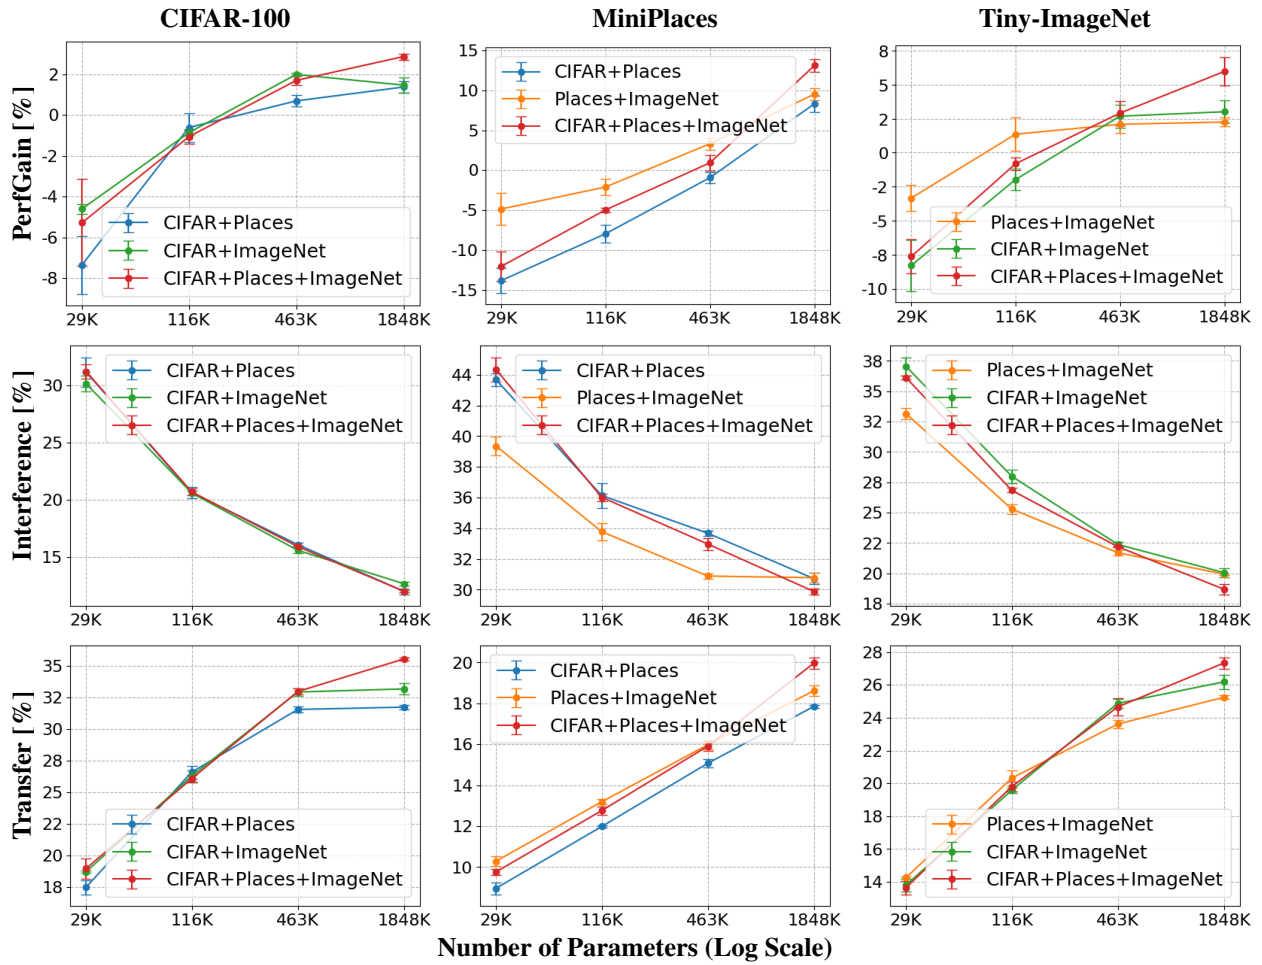 CIFAR-100
MiniPlaces
Tiny-ImageNet
PerfGain [%]
2
0
-2
-4
-6
-8
CIFAR+Places
CIFAR+ImageNet
CIFAR+Places+ImageNet
29K 116K 463K 1848K
15
10
5
0
-5
-10
-15
CIFAR+Places
Places+ImageNet
CIFAR+Places+ImageNet
29K 116K 463K 1848K
8
5
2
0
-2
-5
-8
-10
Places+ImageNet
CIFAR+ImageNet
CIFAR+Places+ImageNet
29K 116K 463K 1848K
Interference [%]
30
25
20
15
CIFAR+Places
CIFAR+ImageNet
CIFAR+Places+ImageNet
29K 116K 463K 1848K
44
42
40
38
36
34
32
30
CIFAR+Places
Places+ImageNet
CIFAR+Places+ImageNet
29K 116K 463K 1848K
38
35
32
30
28
25
22
20
18
Places+ImageNet
CIFAR+ImageNet
CIFAR+Places+ImageNet
29K 116K 463K 1848K
Transfer [%]
35
32
30
28
25
22
20
18
CIFAR+Places
CIFAR+ImageNet
CIFAR+Places+ImageNet
29K 116K 463K 1848K
20
18
16
14
12
10
CIFAR+Places
Places+ImageNet
CIFAR+Places+ImageNet
29K 116K 463K 1848K
28
26
24
22
20
18
16
14
Places+ImageNet
CIFAR+ImageNet
CIFAR+Places+ImageNet
29K 116K 463K 1848K
Number of Parameters (Log Scale)